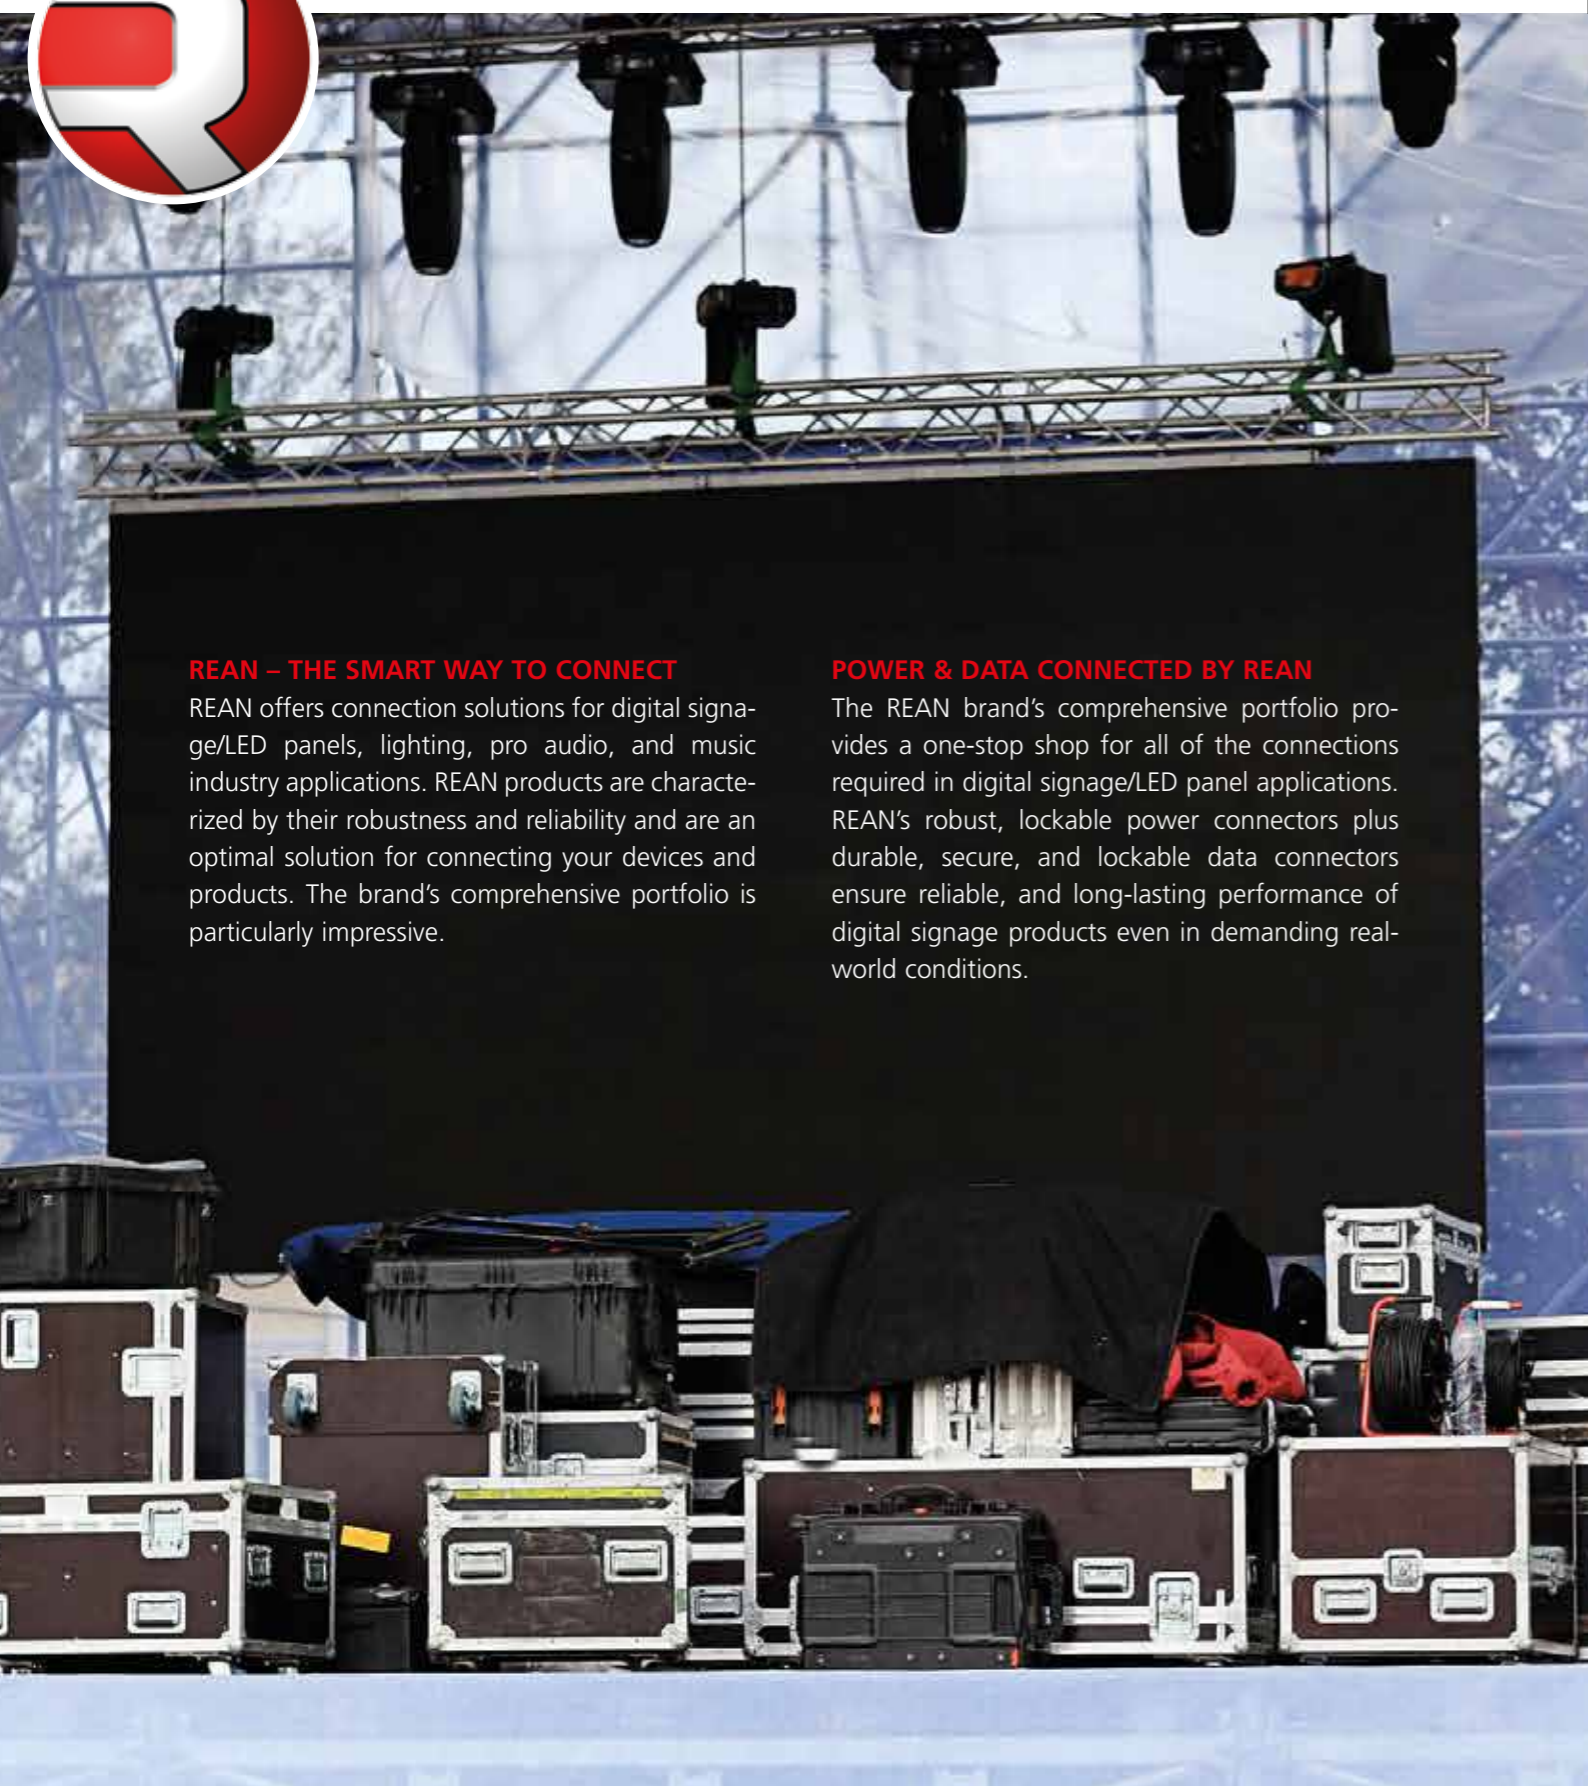 REAN – THE SMART WAY TO CONNECT
REAN offers connection solutions for digital signa-
ge/LED panels, lighting, pro audio, and music
industry applications. REAN products are characte-
rized by their robustness and reliability and are an
optimal solution for connecting your devices and
products. The brand’s comprehensive portfolio is
particularly impressive.
POWER & DATA CONNECTED BY REAN
The REAN brand’s comprehensive portfolio pro-
vides a one-stop shop for all of the connections
required in digital signage/LED panel applications.
REAN’s robust, lockable power connectors plus
durable, secure, and lockable data connectors
ensure reliable, and long-lasting performance of
digital signage products even in demanding real-
world conditions.